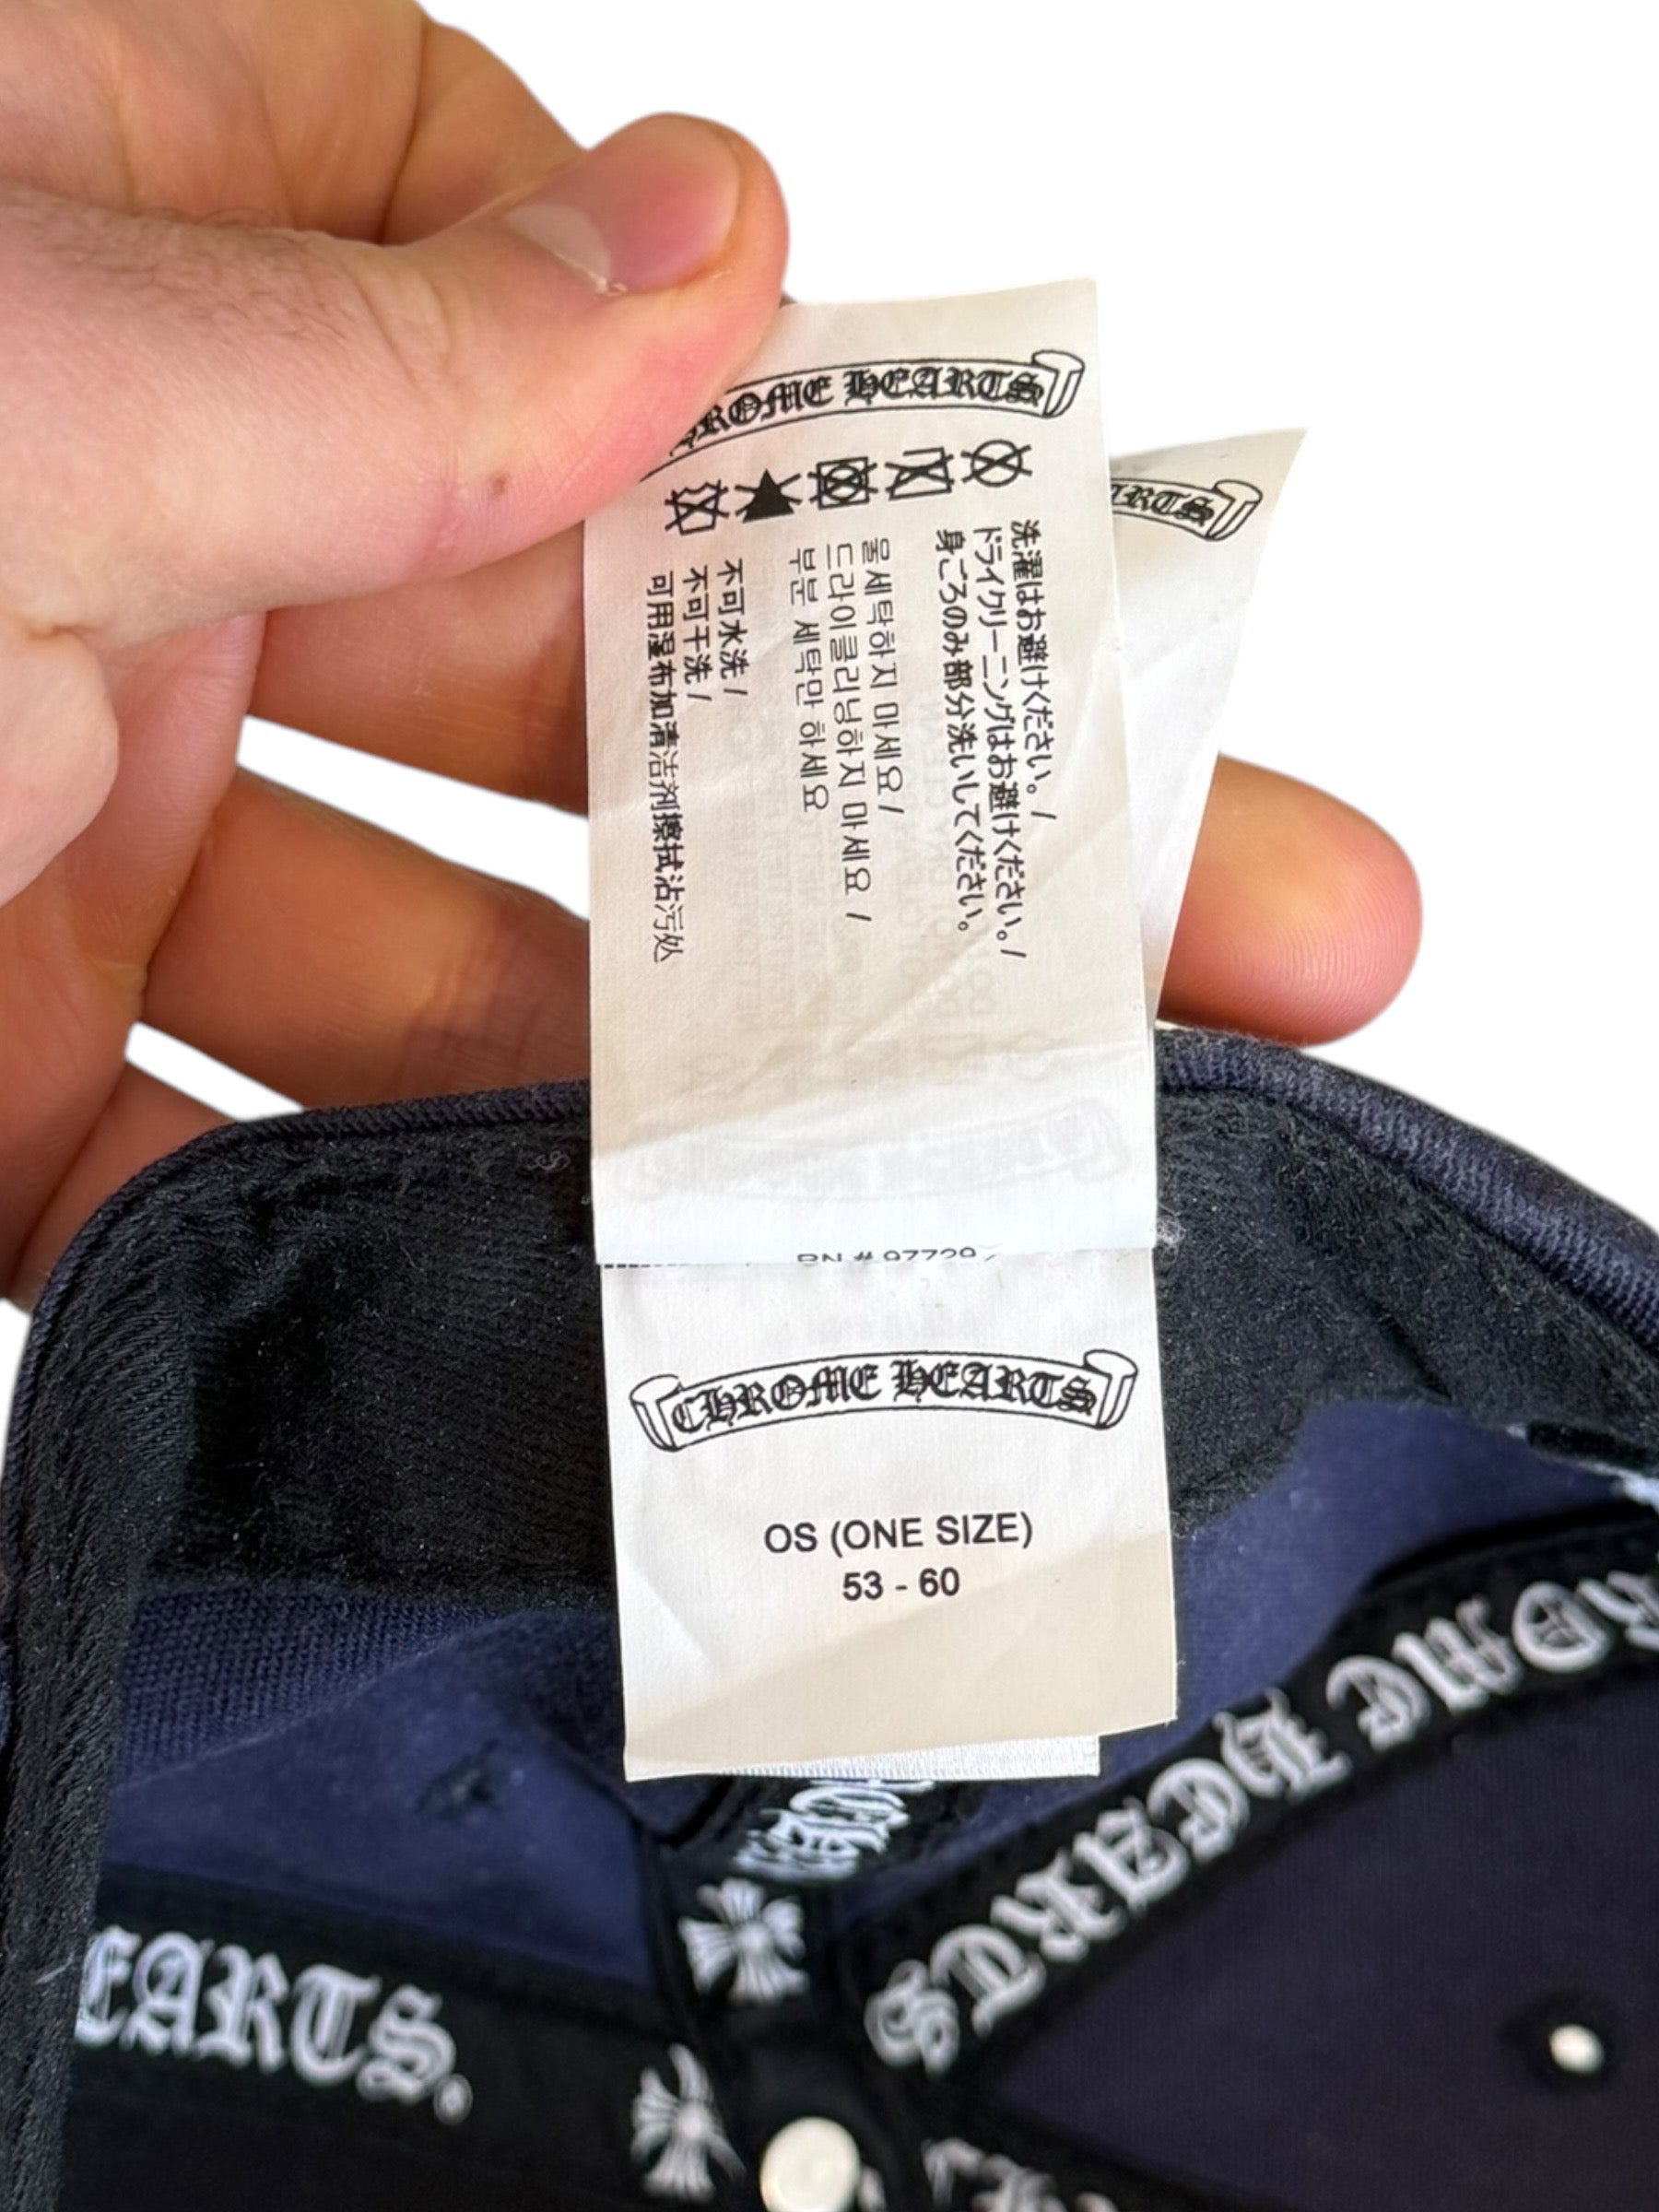 CHROME HEARTS
洗濯はお避けください。/
ドライクリーニングはお避けください。/
身ごろのみ部分洗いしてください。
물세탁하지 마세요/
드라이클리닝하지 마세요 /
부분 세탁만 하세요
不可水洗 /
不可干洗 /
可用湿布加清洁剂擦拭沾污处
RN # 97729/
CHROME HEARTS
OS (ONE SIZE)
53 - 60
HEARTS
EARTS.